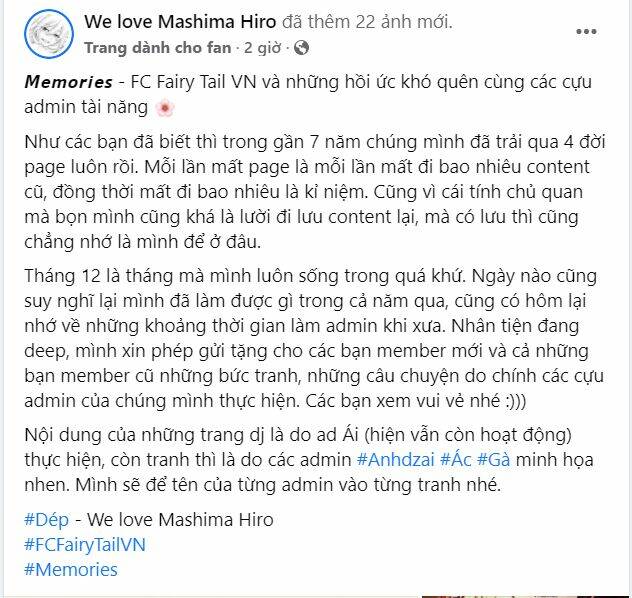 We love Mashima Hiro đã thêm 22 ảnh mới.
Trang dành cho fan · 2 giờ ·
Memories - FC Fairy Tail VN và những hồi ức khó quên cùng các cựu
admin tài năng 🌸
Như các bạn đã biết thì trong gần 7 năm chúng mình đã trải qua 4 đời
page luôn rồi. Mỗi lần mất page là mỗi lần mất đi bao nhiêu content
cũ, đồng thời mất đi bao nhiêu là kỉ niệm. Cũng vì cái tính chủ quan
mà bọn mình cũng khá là lười đi lưu content lại, mà có lưu thì cũng
chẳng nhớ là mình để ở đâu.
Tháng 12 là tháng mà mình luôn sống trong quá khứ. Ngày nào cũng
suy nghĩ lại mình đã làm được gì trong cả năm qua, cũng có hôm lại
nhớ về những khoảng thời gian làm admin khi xưa. Nhân tiện đang
deep, mình xin phép gửi tặng cho các bạn member mới và cả những
bạn member cũ những bức tranh, những câu chuyện do chính các cựu
admin của chúng mình thực hiện. Các bạn xem vui vẻ nhé :)))
Nội dung của những trang dj là do ad Ái (hiện vẫn còn hoạt động)
thực hiện, còn tranh thì là do các admin #Anhdzai #Ác #Gà minh họa
nhen. Mình sẽ để tên của từng admin vào từng tranh nhé.
#Dép - We love Mashima Hiro
#FCFairyTailVN
#Memories